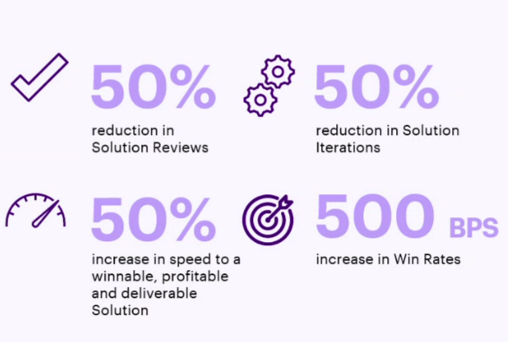 50%
reduction in
Solution Reviews
50%
reduction in Solution
Iterations
50%
increase in speed to a
winnable, profitable
and deliverable
Solution
500 BPS
increase in Win Rates